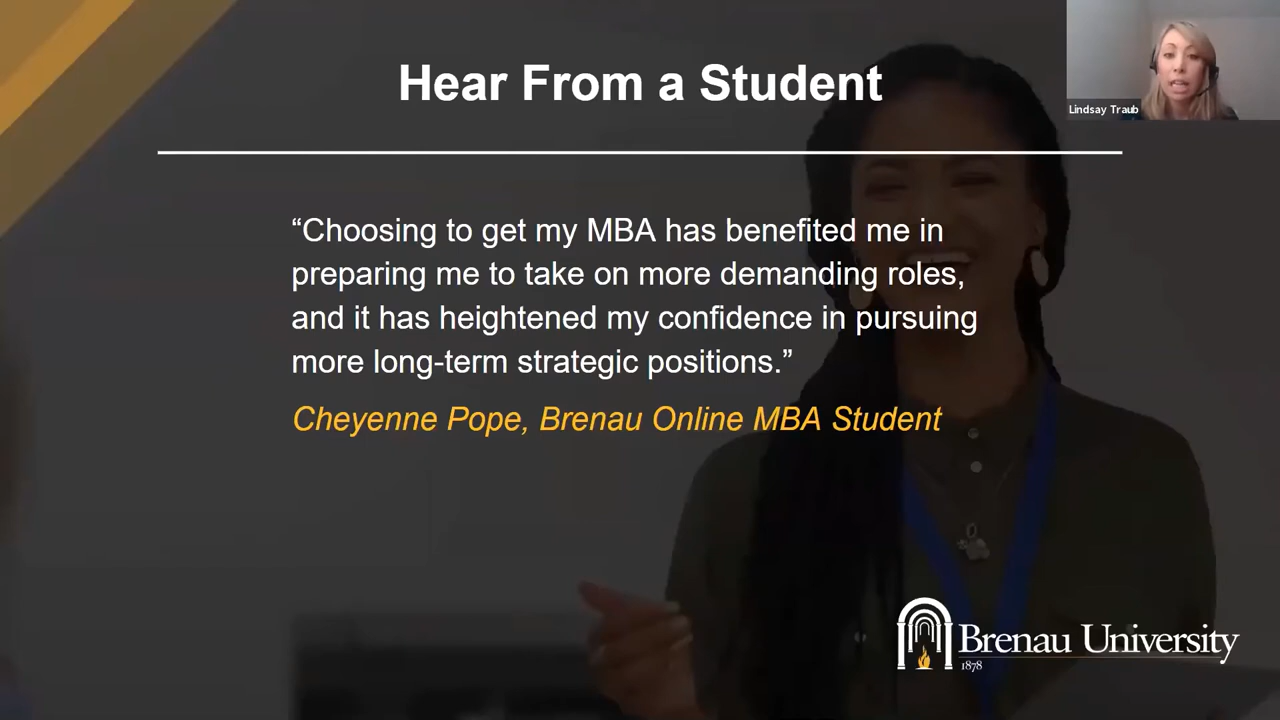 Hear From a Student
Lindsay Traub
“Choosing to get my MBA has benefited me in
preparing me to take on more demanding roles,
and it has heightened my confidence in pursuing
more long-term strategic positions.”
Cheyenne Pope, Brenau Online MBA Student
Brenau University
1878